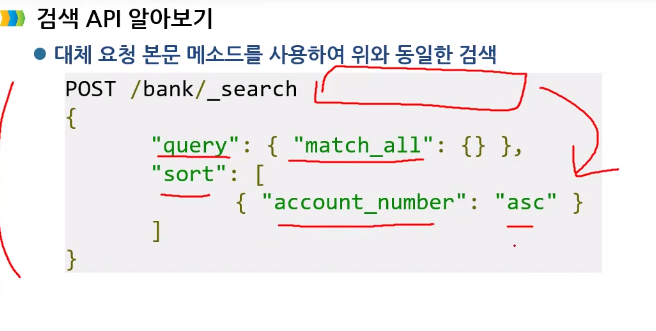 검색 API 알아보기
● 대체 요청 본문 메소드를 사용하여 위와 동일한 검색
POST /bank/_search
{
"query": { "match_all": {} },
"sort": [
{ "account_number": "asc" }
]
}